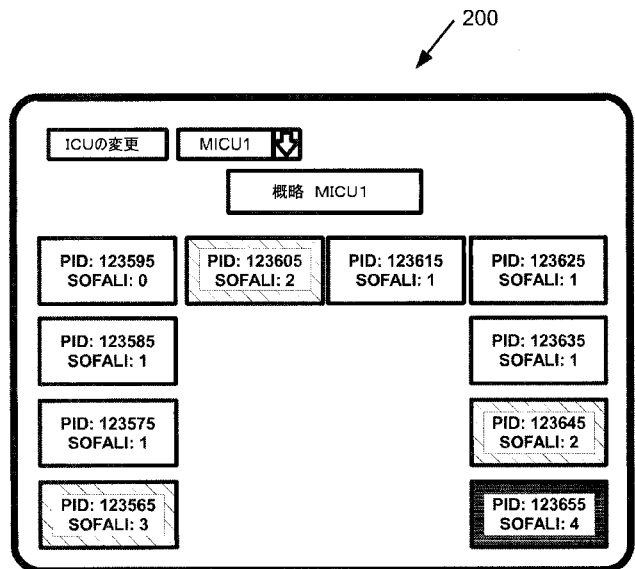 200
ICUの変更 MICU1
概略 MICU1
PID: 123595
SOFALI: 0
PID: 123605
SOFALI: 2
PID: 123615
SOFALI: 1
PID: 123625
SOFALI: 1
PID: 123585
SOFALI: 1
PID: 123635
SOFALI: 1
PID: 123575
SOFALI: 1
PID: 123645
SOFALI: 2
PID: 123565
SOFALI: 3
PID: 123655
SOFALI: 4